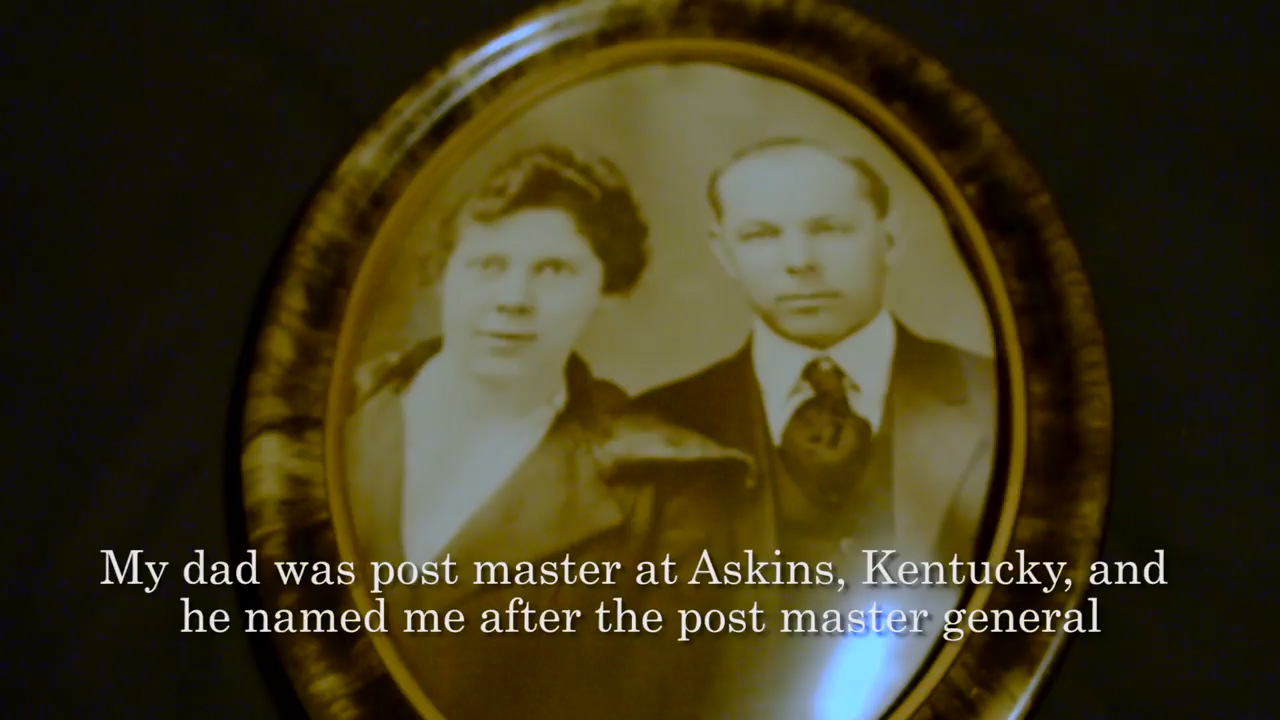 My dad was post master at Askins, Kentucky, and
he named me after the post master general